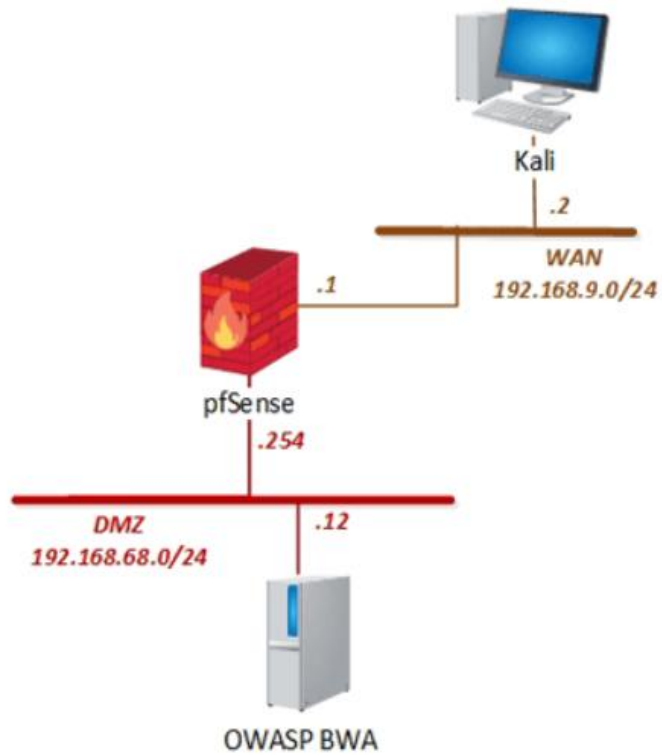 Kali
.2
WAN
192.168.9.0/24
.1
pfSense
.254
DMZ
192.168.68.0/24
.12
OWASP BWA